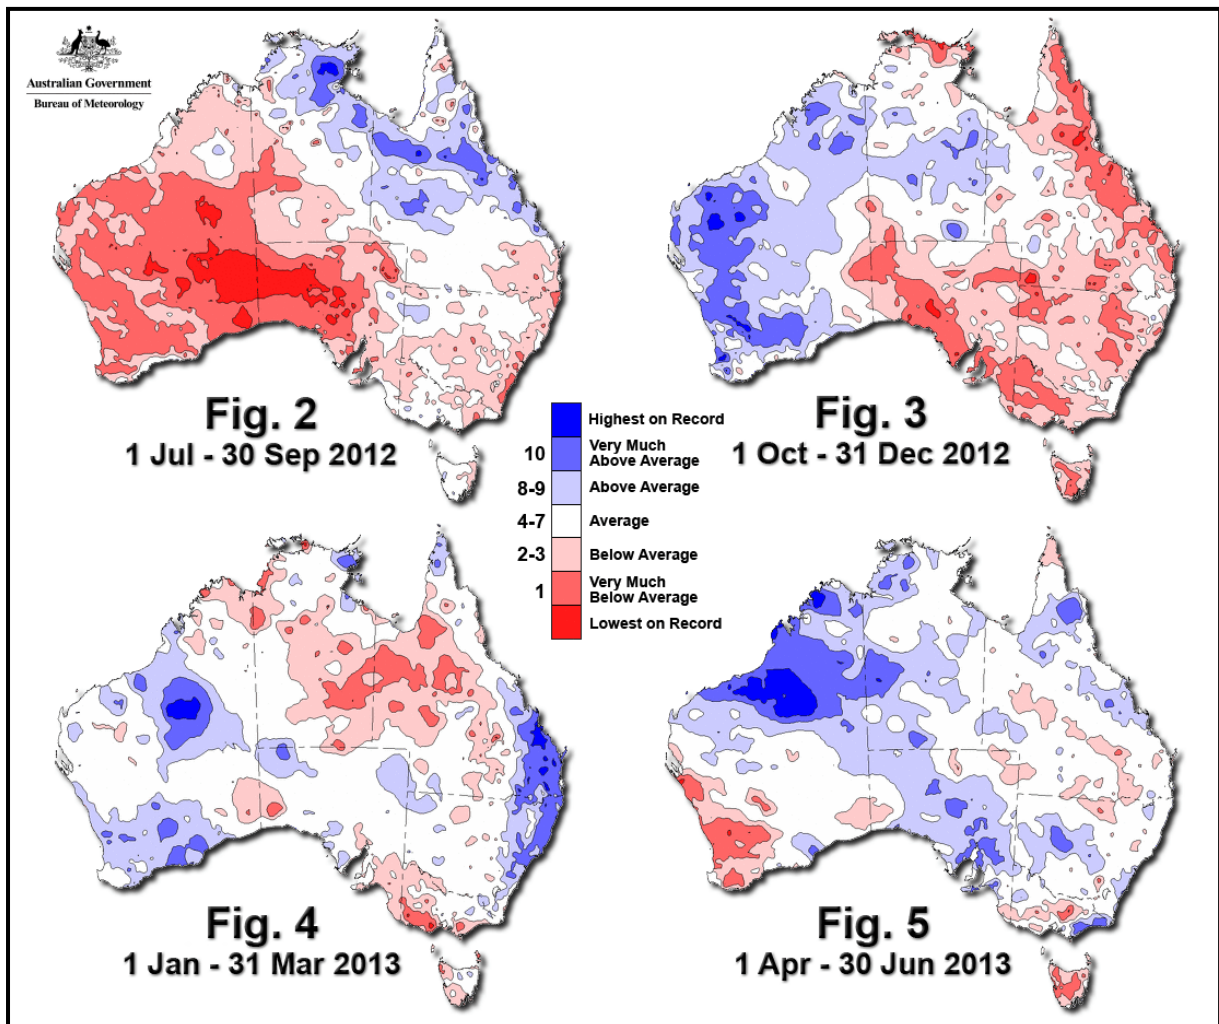 Australian Government
Bureau of Meteorology
Fig. 2
1 Jul - 30 Sep 2012
Fig. 3
1 Oct - 31 Dec 2012
Highest on Record
10 Very Much
Above Average
8-9 Above Average
4-7 Average
2-3 Below Average
1 Very Much
Below Average
Lowest on Record
Fig. 4
1 Jan - 31 Mar 2013
Fig. 5
1 Apr - 30 Jun 2013